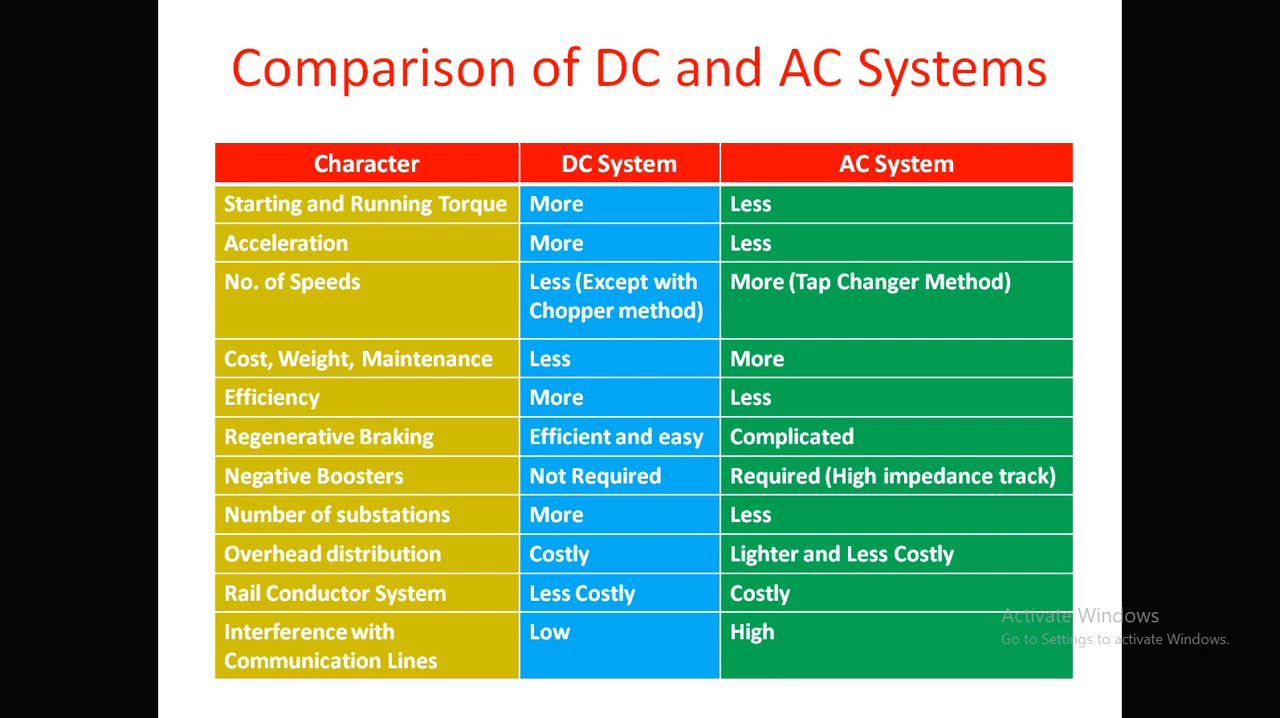 Comparison of DC and AC Systems
Character DC System AC System
Starting and Running Torque More Less
Acceleration More Less
No. of Speeds Less (Except with More (Tap Changer Method)
Chopper method)
Cost, Weight, Maintenance Less More
Efficiency More Less
Regenerative Braking Efficient and easy Complicated
Negative Boosters Not Required Required (High impedance track)
Number of substations More Less
Overhead distribution Costly Lighter and Less Costly
Rail Conductor System Less Costly Costly
Interference with Low High
Communication Lines
Activate Windows
Go to Settings to activate Windows.